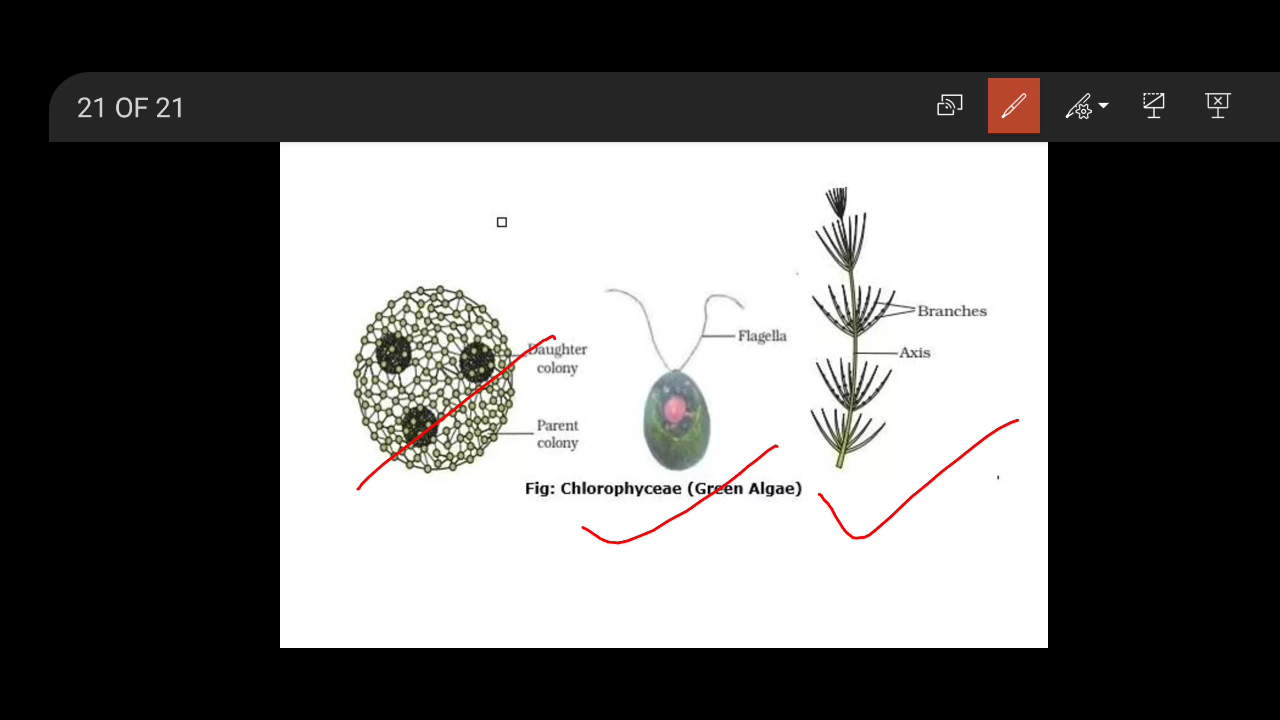 21 OF 21
Daughter
colony
Parent
colony
Flagella
Branches
Axis
Fig: Chlorophyceae (Green Algae)